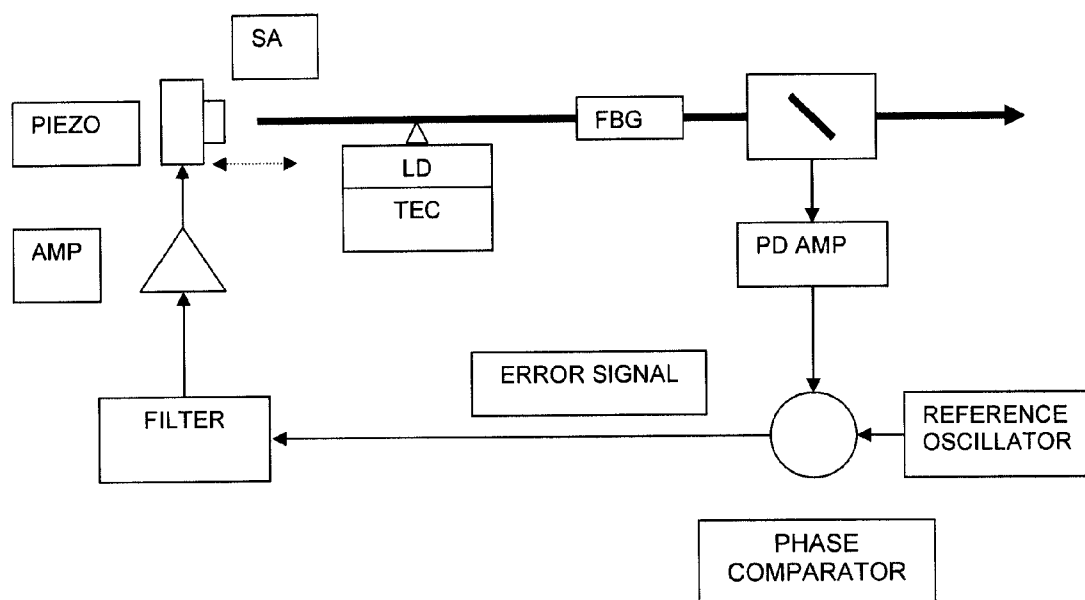 SA
PIEZO
FBG
LD
TEC
AMP
PD AMP
ERROR SIGNAL
FILTER
REFERENCE
OSCILLATOR
PHASE
COMPARATOR